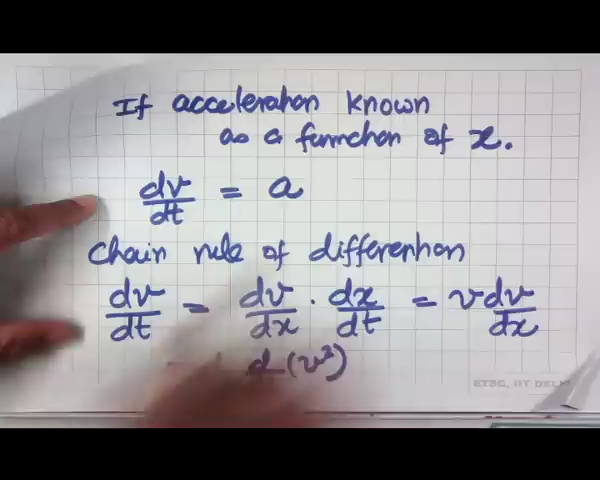 If acceleration known
as a function of x.
dv/dt = a
Chain rule of differention
dv/dt = dv/dx · dx/dt = v dv/dx
d(v²)
ETSC, IIT DELHI